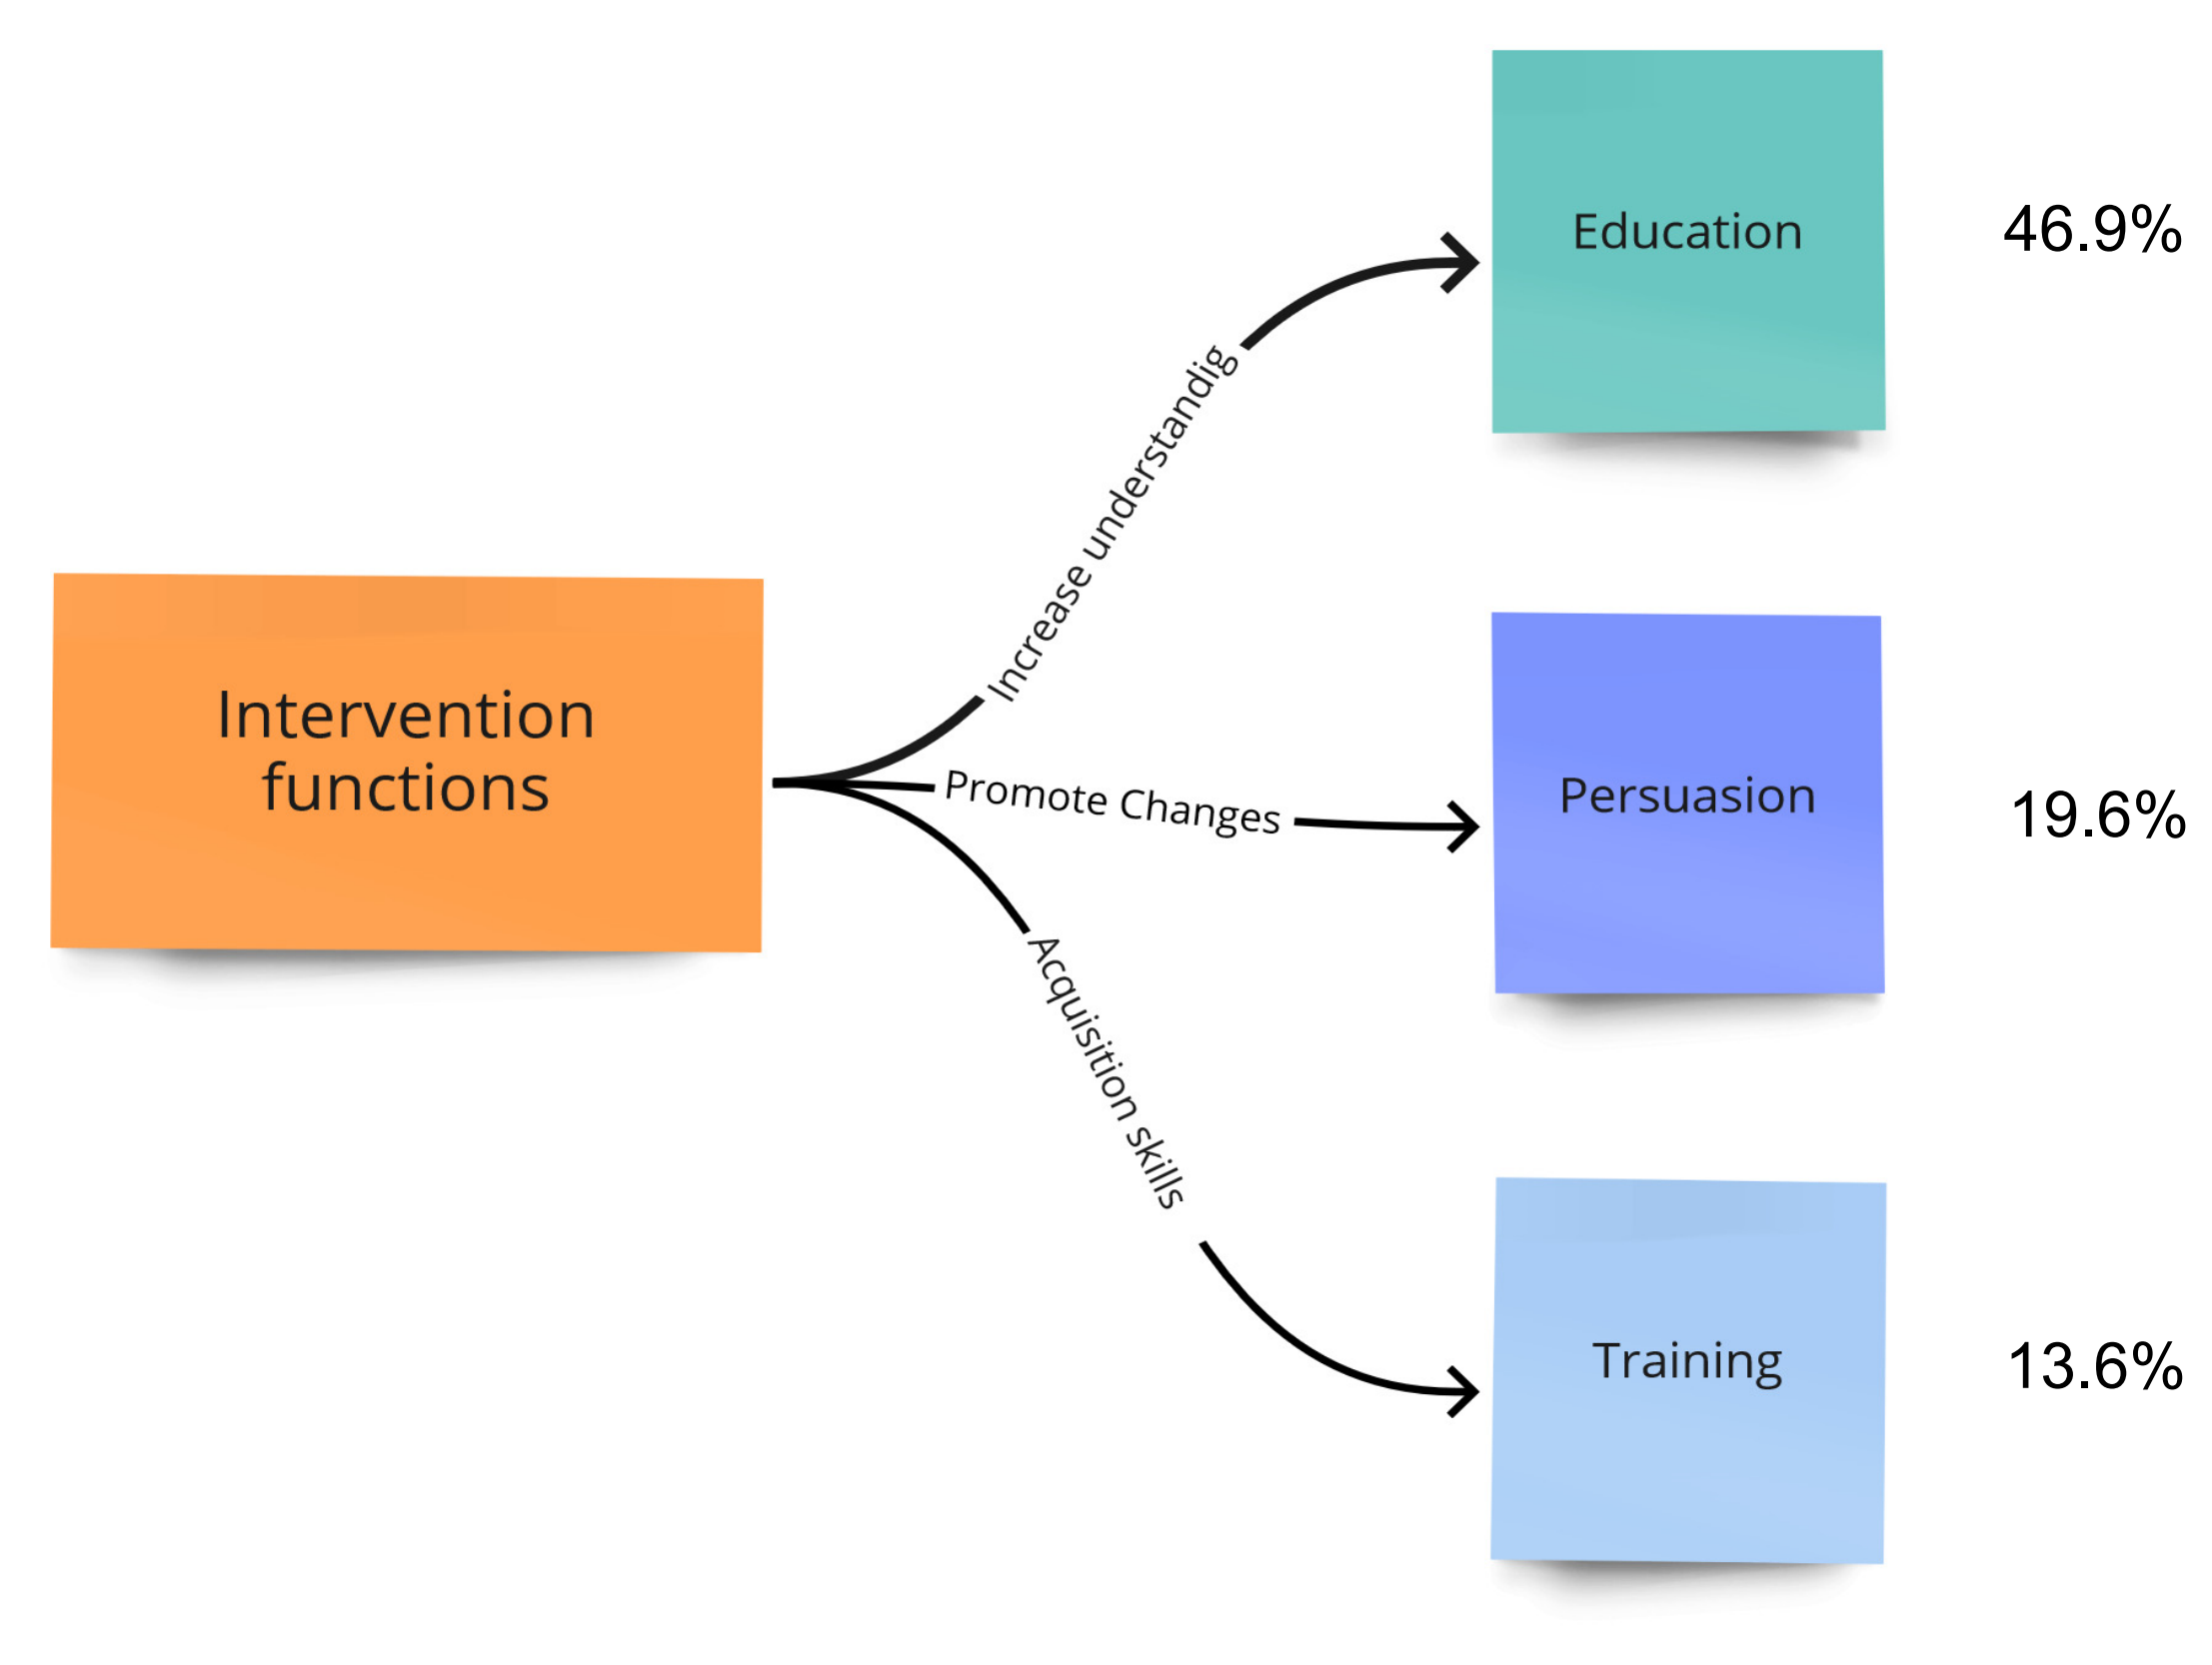 Intervention
functions
Increase understandig
Education
46.9%
Promote Changes
Persuasion
19.6%
Acquisition skills
Training
13.6%